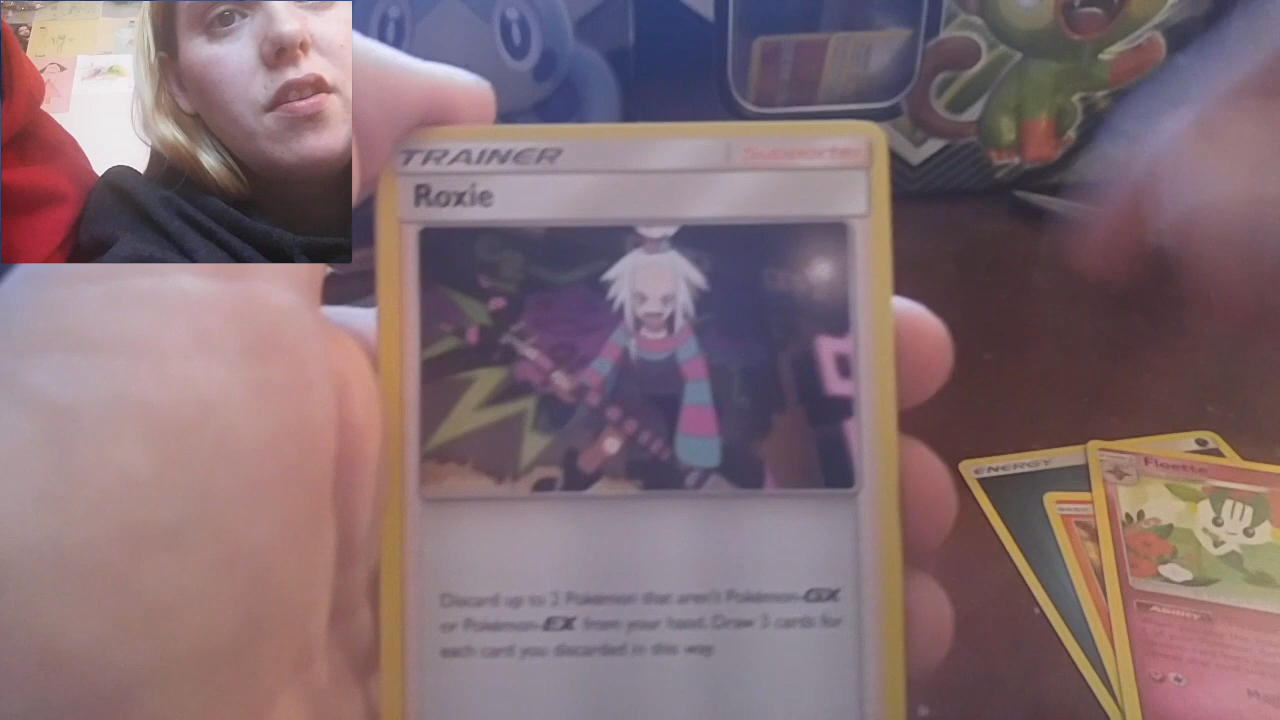 TRAINER
Supporter
Roxie
Discard up to 2 Pokémon that aren't Pokémon-GX
or Pokémon-EX from your hand. Draw 3 cards for
each card you discarded in this way.
ENERGY
BASIC
Floette
Ability